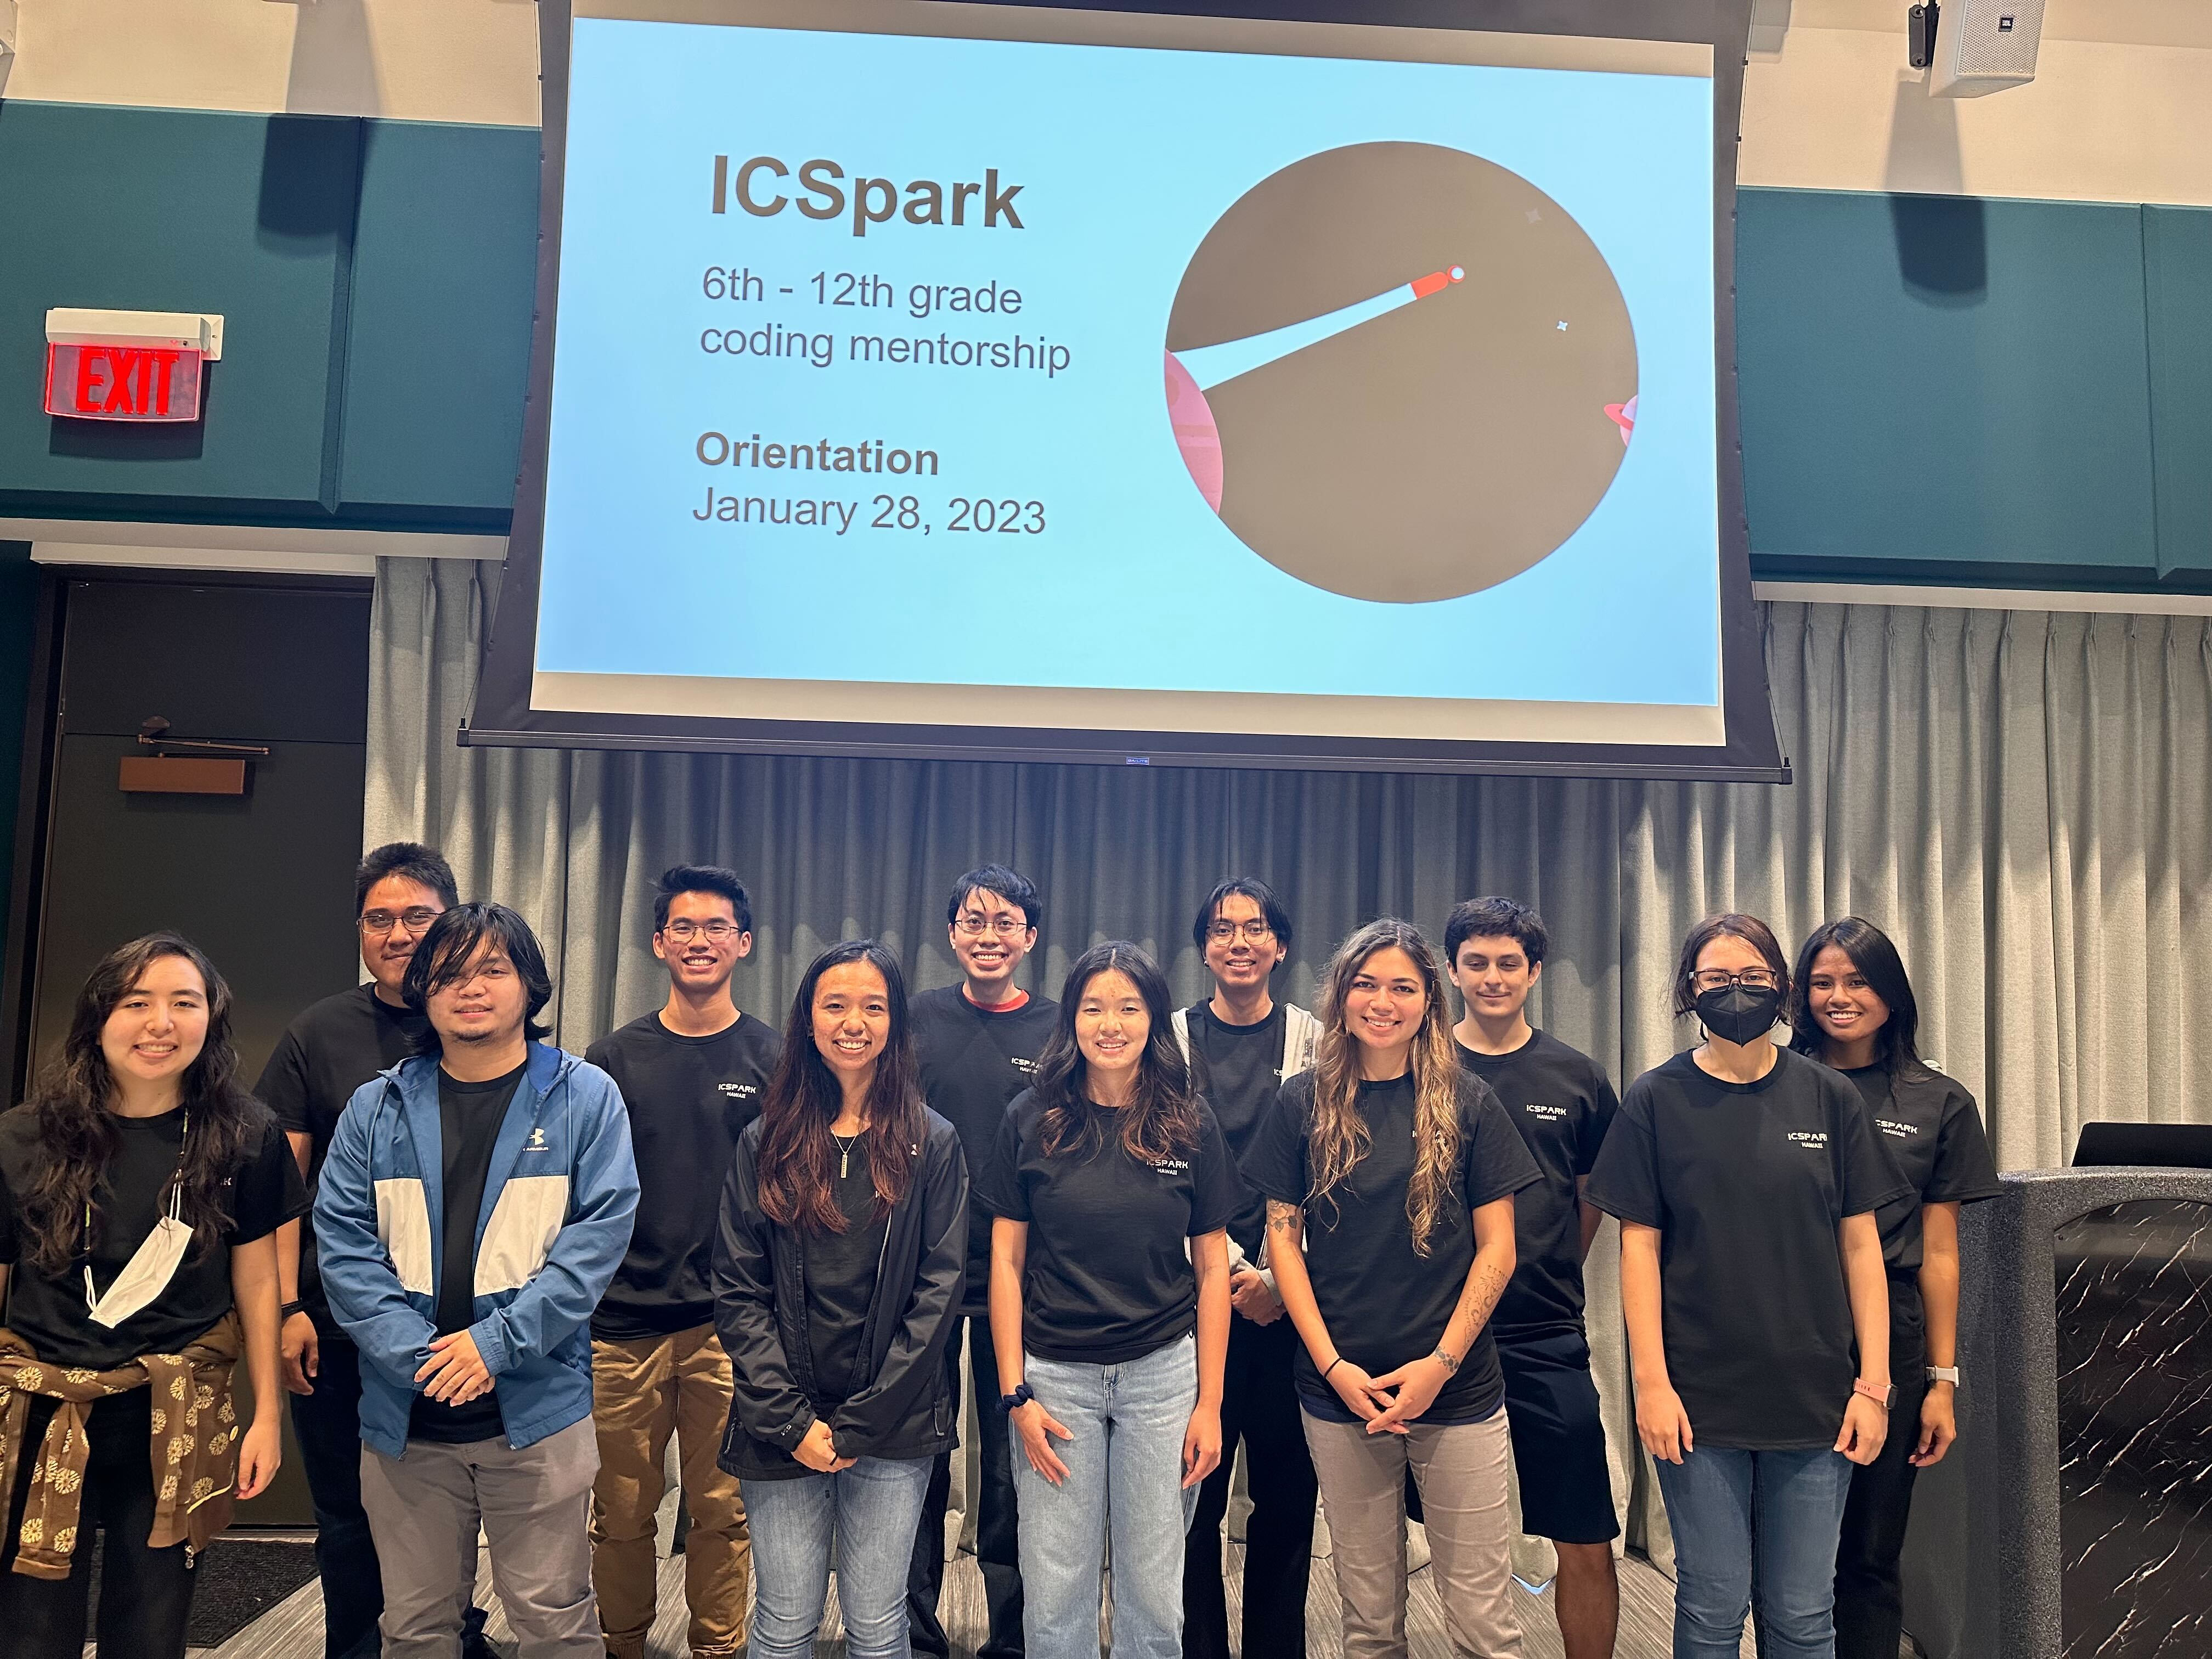 ICSpark
6th - 12th grade
coding mentorship
Orientation
January 28, 2023
EXIT
ICSPARK
HAWAII
ICSPARK
HAWAII
ICSPARK
HAWAII
ICSPAR
HAWAII
ICSPARK
HAWAII